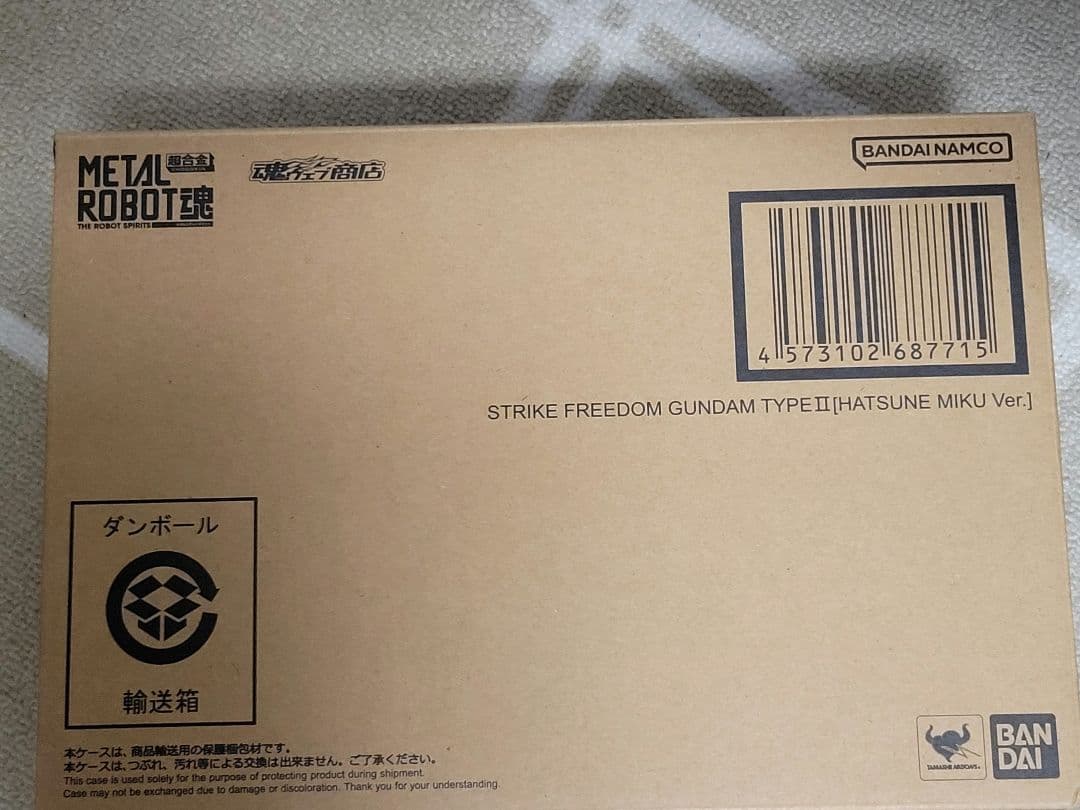 METAL 超合金
ROBOT魂
THE ROBOT SPIRITS
魂ウェブ商店
BANDAI NAMCO
4 573102 687715
STRIKE FREEDOM GUNDAM TYPEⅡ[HATSUNE MIKU Ver.]
ダンボール
輸送箱
本ケースは、商品輸送用の保護梱包材です。
本ケースは、つぶれ、汚れ等による交換は出来ません。ご了承ください。
This case is used solely for the purpose of protecting product during shipment.
Case may not be exchanged due to damage or discoloration. Thank you for your understanding.
TAMASHII NATIONS
BAN
DAI